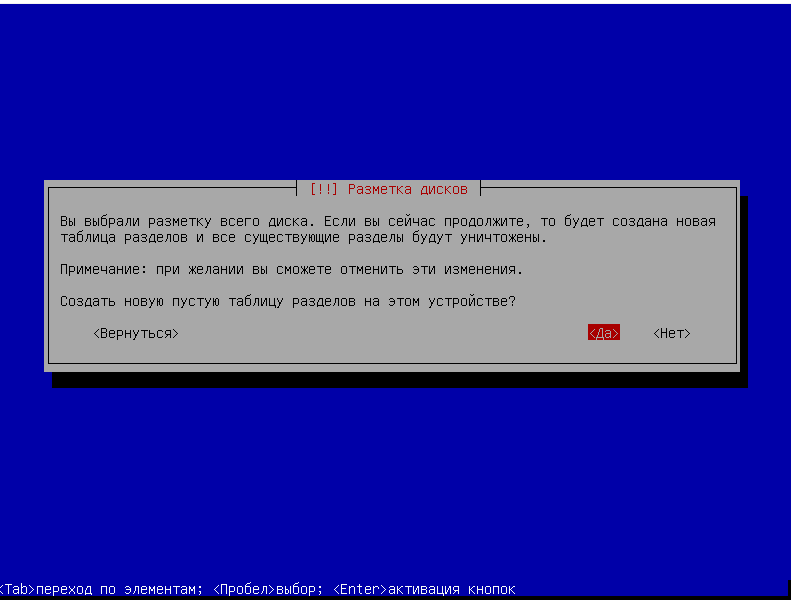 [!!] Разметка дисков
Вы выбрали разметку всего диска. Если вы сейчас продолжите, то будет создана новая
таблица разделов и все существующие разделы будут уничтожены.
Примечание: при желании вы сможете отменить эти изменения.
Создать новую пустую таблицу разделов на этом устройстве?
<Вернуться> <Да> <Нет>
<Tab>переход по элементам; <Пробел>выбор; <Enter>активация кнопок